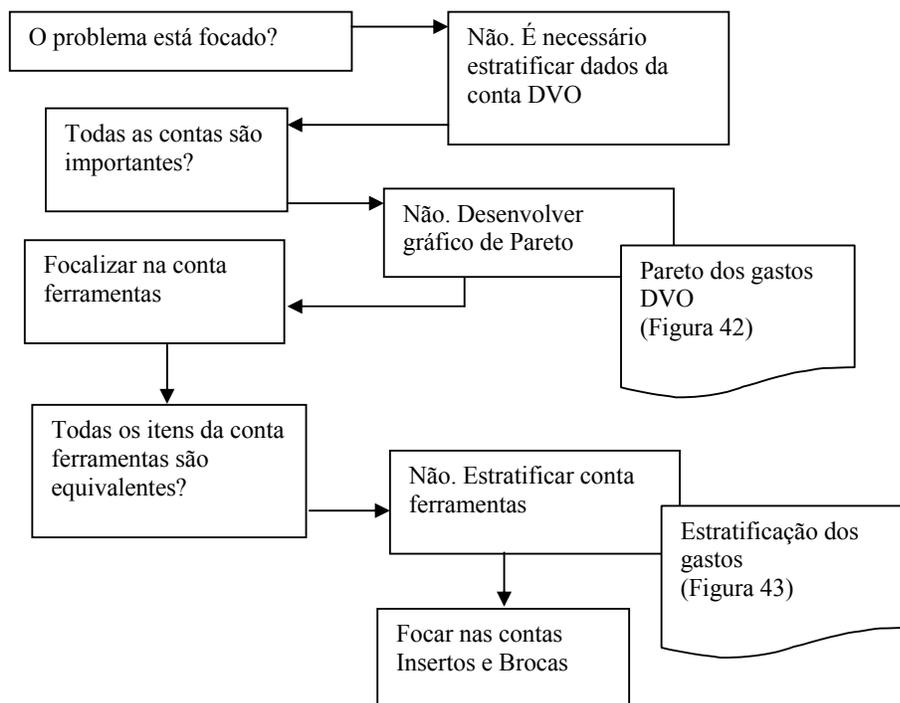 O problema está focado?
Não. É necessário
estratificar dados da
conta DVO
Todas as contas são
importantes?
Não. Desenvolver
gráfico de Pareto
Pareto dos gastos
DVO
(Figura 42)
Focalizar na conta
ferramentas
Todas os itens da conta
ferramentas são
equivalentes?
Não. Estratificar conta
ferramentas
Estratificação dos
gastos
(Figura 43)
Focar nas contas
Insertos e Brocas